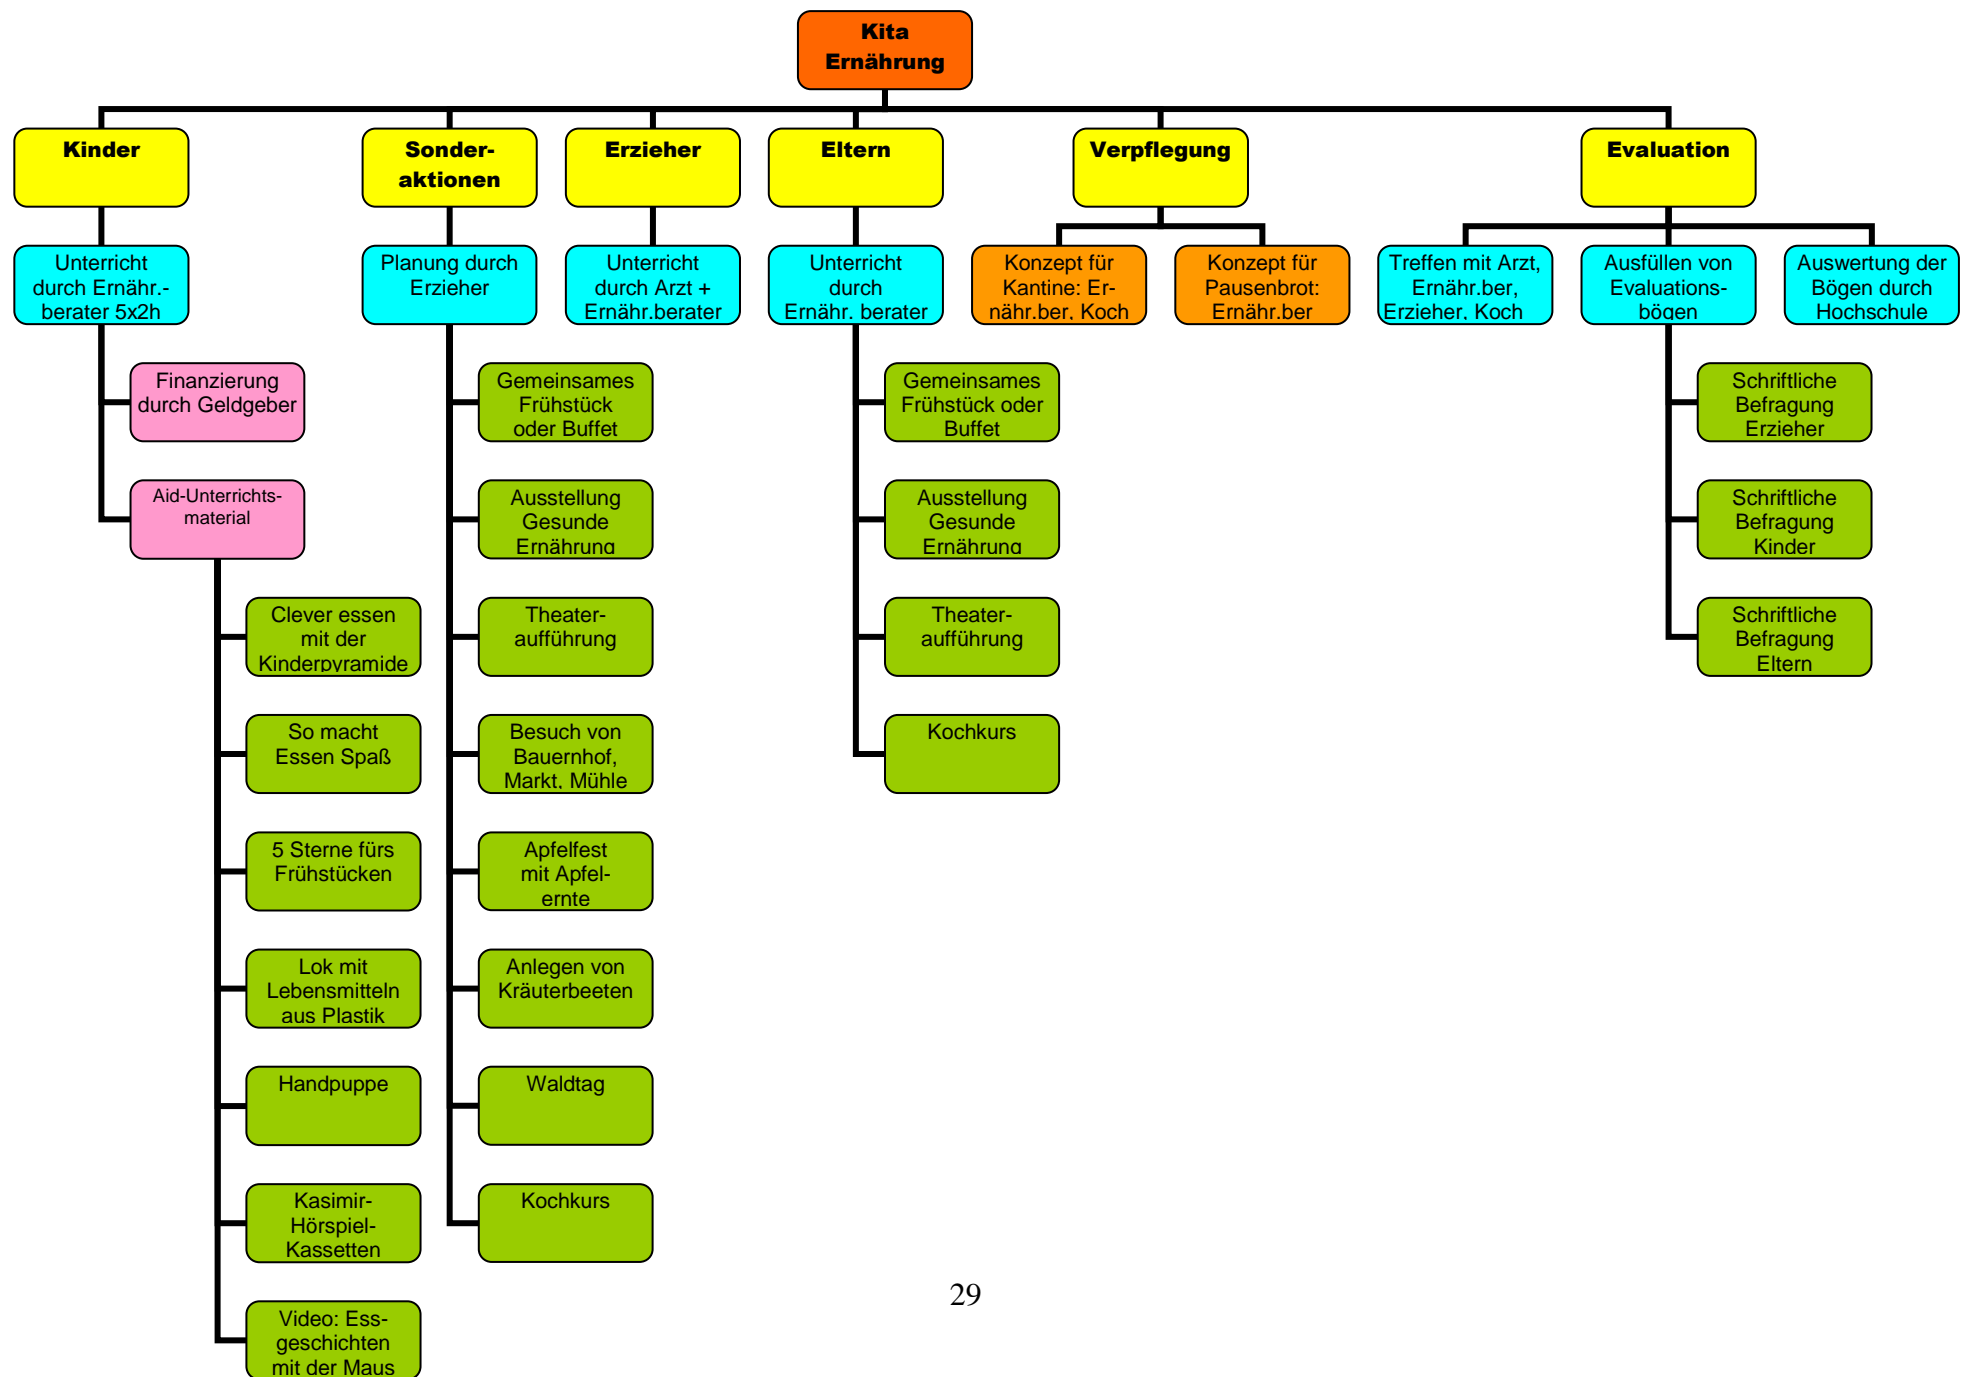 Kita
Ernährung
Kinder
Sonder-
aktionen
Erzieher
Eltern
Verpflegung
Evaluation
Unterricht
durch Ernähr.-
berater 5x2h
Planung durch
Erzieher
Unterricht
durch Arzt +
Ernähr.berater
Unterricht
durch
Ernähr. berater
Konzept für
Kantine: Er-
nähr.ber, Koch
Konzept für
Pausenbrot:
Ernähr.ber
Treffen mit Arzt,
Ernähr.ber,
Erzieher, Koch
Ausfüllen von
Evaluations-
bögen
Auswertung der
Bögen durch
Hochschule
Finanzierung
durch Geldgeber
Aid-Unterrichts-
material
Clever essen
mit der
Kinderpyramide
So macht
Essen Spaß
5 Sterne fürs
Frühstücken
Lok mit
Lebensmitteln
aus Plastik
Handpuppe
Kasimir-
Hörspiel-
Kassetten
Video: Ess-
geschichten
mit der Maus
Gemeinsames
Frühstück
oder Buffet
Ausstellung
Gesunde
Ernährung
Theater-
aufführung
Besuch von
Bauernhof,
Markt, Mühle
Apfelfest
mit Apfel-
ernte
Anlegen von
Kräuterbeeten
Waldtag
Kochkurs
Gemeinsames
Frühstück oder
Buffet
Ausstellung
Gesunde
Ernährung
Theater-
aufführung
Kochkurs
Schriftliche
Befragung
Erzieher
Schriftliche
Befragung
Kinder
Schriftliche
Befragung
Eltern
29